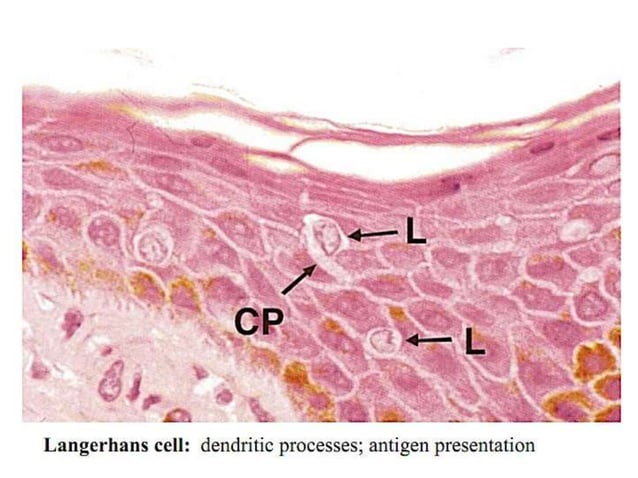 L
CP
L
Langerhans cell: dendritic processes; antigen presentation